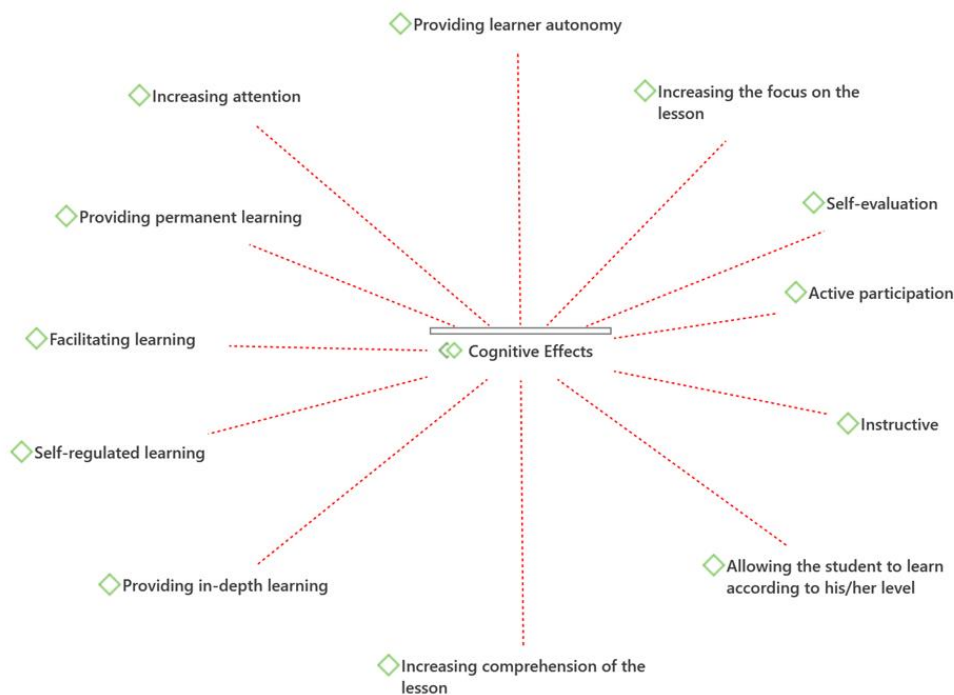 Providing learner autonomy
Increasing attention
Increasing the focus on the
lesson
Providing permanent learning
Self-evaluation
Active participation
Facilitating learning
Cognitive Effects
Instructive
Self-regulated learning
Providing in-depth learning
Allowing the student to learn
according to his/her level
Increasing comprehension of the
lesson